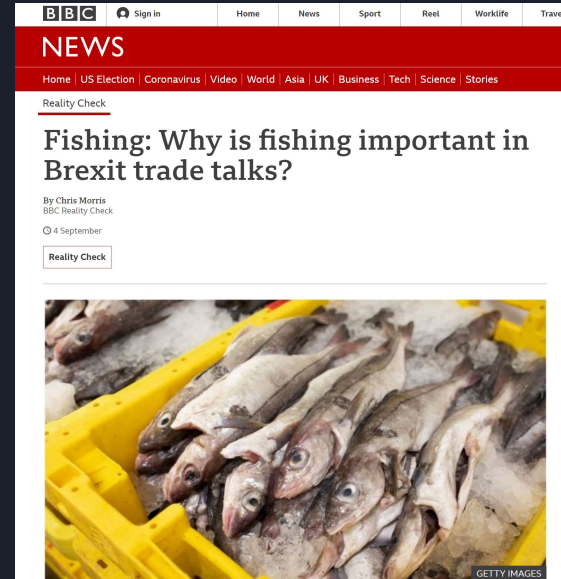 BBC Sign in Home News Sport Reel Worklife Trave
NEWS
Home US Election Coronavirus Video World Asia UK Business Tech Science Stories
Reality Check
Fishing: Why is fishing important in
Brexit trade talks?
By Chris Morris
BBC Reality Check
4 September
Reality Check
GETTY IMAGES